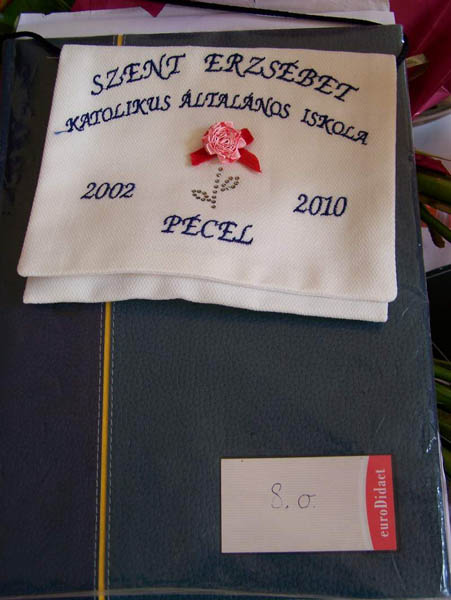 SZENT ERZSÉBET
KATOLIKUS ÁLTALÁNOS ISKOLA
2002
2010
PÉCEL
8. o.
euroDidact